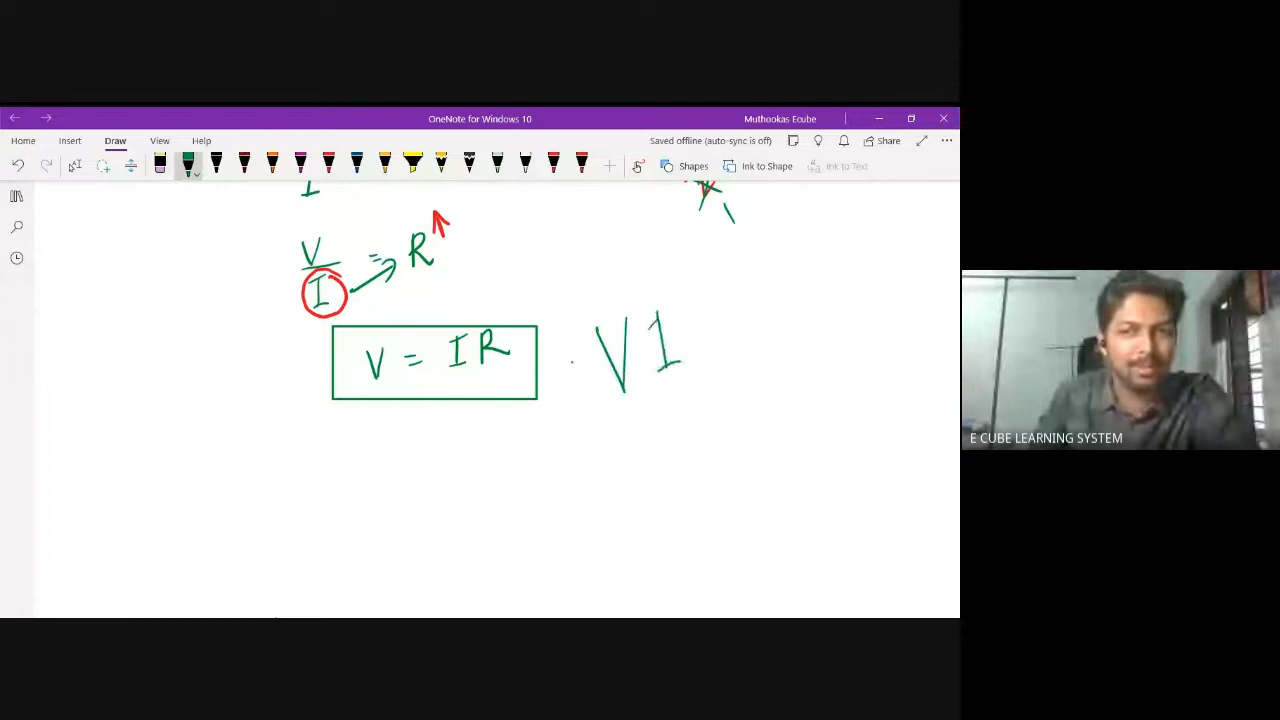 OneNote for Windows 10
Muthookas Ecube
Home Insert Draw View Help
Saved offline (auto-sync is off)
Share
Shapes
Ink to Shape
Ink to Text
I
V
I
= R
V = IR
V I
E CUBE LEARNING SYSTEM